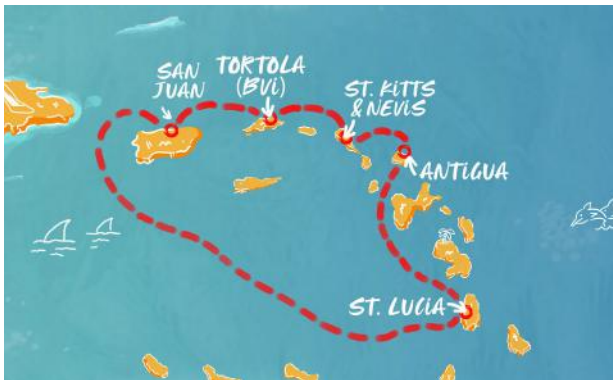 SAN
JUAN
TORTOLA
(BVI)
ST. KITTS
& NEVIS
ANTIGUA
ST. LUCIA